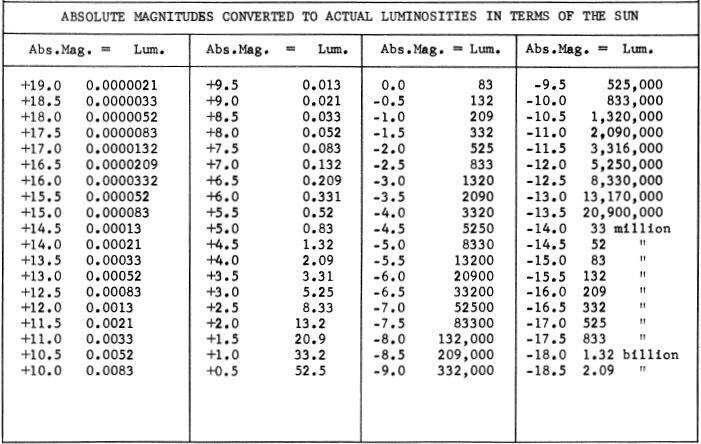 ABSOLUTE MAGNITUDES CONVERTED TO ACTUAL LUMINOSITIES IN TERMS OF THE SUN
Abs.Mag. = Lum. Abs.Mag. = Lum. Abs.Mag. = Lum. Abs.Mag. = Lum.
+19.0 0.0000021 +9.5 0.013 0.0 83 -9.5 525,000
+18.5 0.0000033 +9.0 0.021 -0.5 132 -10.0 833,000
+18.0 0.0000052 +8.5 0.033 -1.0 209 -10.5 1,320,000
+17.5 0.0000083 +8.0 0.052 -1.5 332 -11.0 2,090,000
+17.0 0.0000132 +7.5 0.083 -2.0 525 -11.5 3,316,000
+16.5 0.0000209 +7.0 0.132 -2.5 833 -12.0 5,250,000
+16.0 0.0000332 +6.5 0.209 -3.0 1320 -12.5 8,330,000
+15.5 0.000052 +6.0 0.331 -3.5 2090 -13.0 13,170,000
+15.0 0.000083 +5.5 0.52 -4.0 3320 -13.5 20,900,000
+14.5 0.00013 +5.0 0.83 -4.5 5250 -14.0 33 million
+14.0 0.00021 +4.5 1.32 -5.0 8330 -14.5 52 "
+13.5 0.00033 +4.0 2.09 -5.5 13200 -15.0 83 "
+13.0 0.00052 +3.5 3.31 -6.0 20900 -15.5 132 "
+12.5 0.00083 +3.0 5.25 -6.5 33200 -16.0 209 "
+12.0 0.0013 +2.5 8.33 -7.0 52500 -16.5 332 "
+11.5 0.0021 +2.0 13.2 -7.5 83300 -17.0 525 "
+11.0 0.0033 +1.5 20.9 -8.0 132,000 -17.5 833 "
+10.5 0.0052 +1.0 33.2 -8.5 209,000 -18.0 1.32 billion
+10.0 0.0083 +0.5 52.5 -9.0 332,000 -18.5 2.09 "